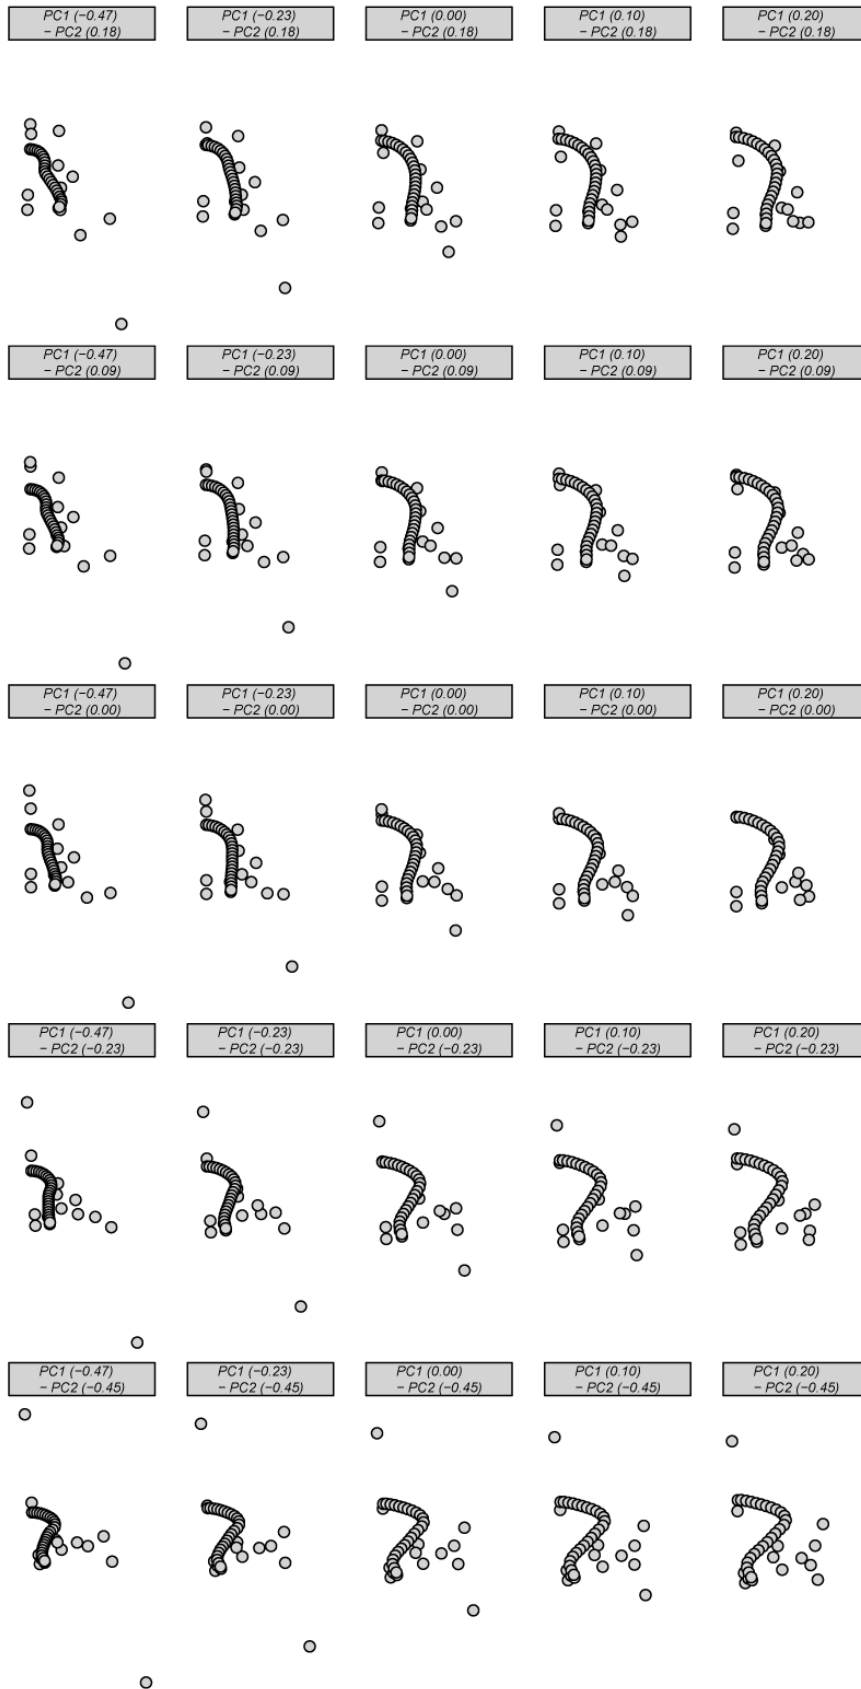 PC1 (−0.47)
− PC2 (0.18)
PC1 (−0.23)
− PC2 (0.18)
PC1 (0.00)
− PC2 (0.18)
PC1 (0.10)
− PC2 (0.18)
PC1 (0.20)
− PC2 (0.18)
PC1 (−0.47)
− PC2 (0.09)
PC1 (−0.23)
− PC2 (0.09)
PC1 (0.00)
− PC2 (0.09)
PC1 (0.10)
− PC2 (0.09)
PC1 (0.20)
− PC2 (0.09)
PC1 (−0.47)
− PC2 (0.00)
PC1 (−0.23)
− PC2 (0.00)
PC1 (0.00)
− PC2 (0.00)
PC1 (0.10)
− PC2 (0.00)
PC1 (0.20)
− PC2 (0.00)
PC1 (−0.47)
− PC2 (−0.23)
PC1 (−0.23)
− PC2 (−0.23)
PC1 (0.00)
− PC2 (−0.23)
PC1 (0.10)
− PC2 (−0.23)
PC1 (0.20)
− PC2 (−0.23)
PC1 (−0.47)
− PC2 (−0.45)
PC1 (−0.23)
− PC2 (−0.45)
PC1 (0.00)
− PC2 (−0.45)
PC1 (0.10)
− PC2 (−0.45)
PC1 (0.20)
− PC2 (−0.45)